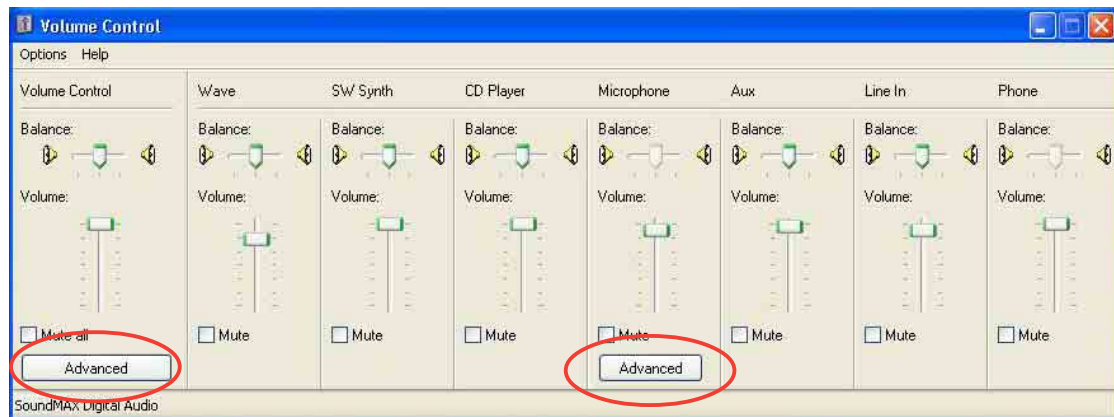 Volume Control
Options Help
Volume Control Wave SW Synth CD Player Microphone Aux Line In Phone
Balance: Balance: Balance: Balance: Balance: Balance: Balance: Balance:
Volume: Volume: Volume: Volume: Volume: Volume: Volume: Volume:
Mute all Mute Mute Mute Mute Mute Mute Mute
Advanced Advanced
SoundMAX Digital Audio